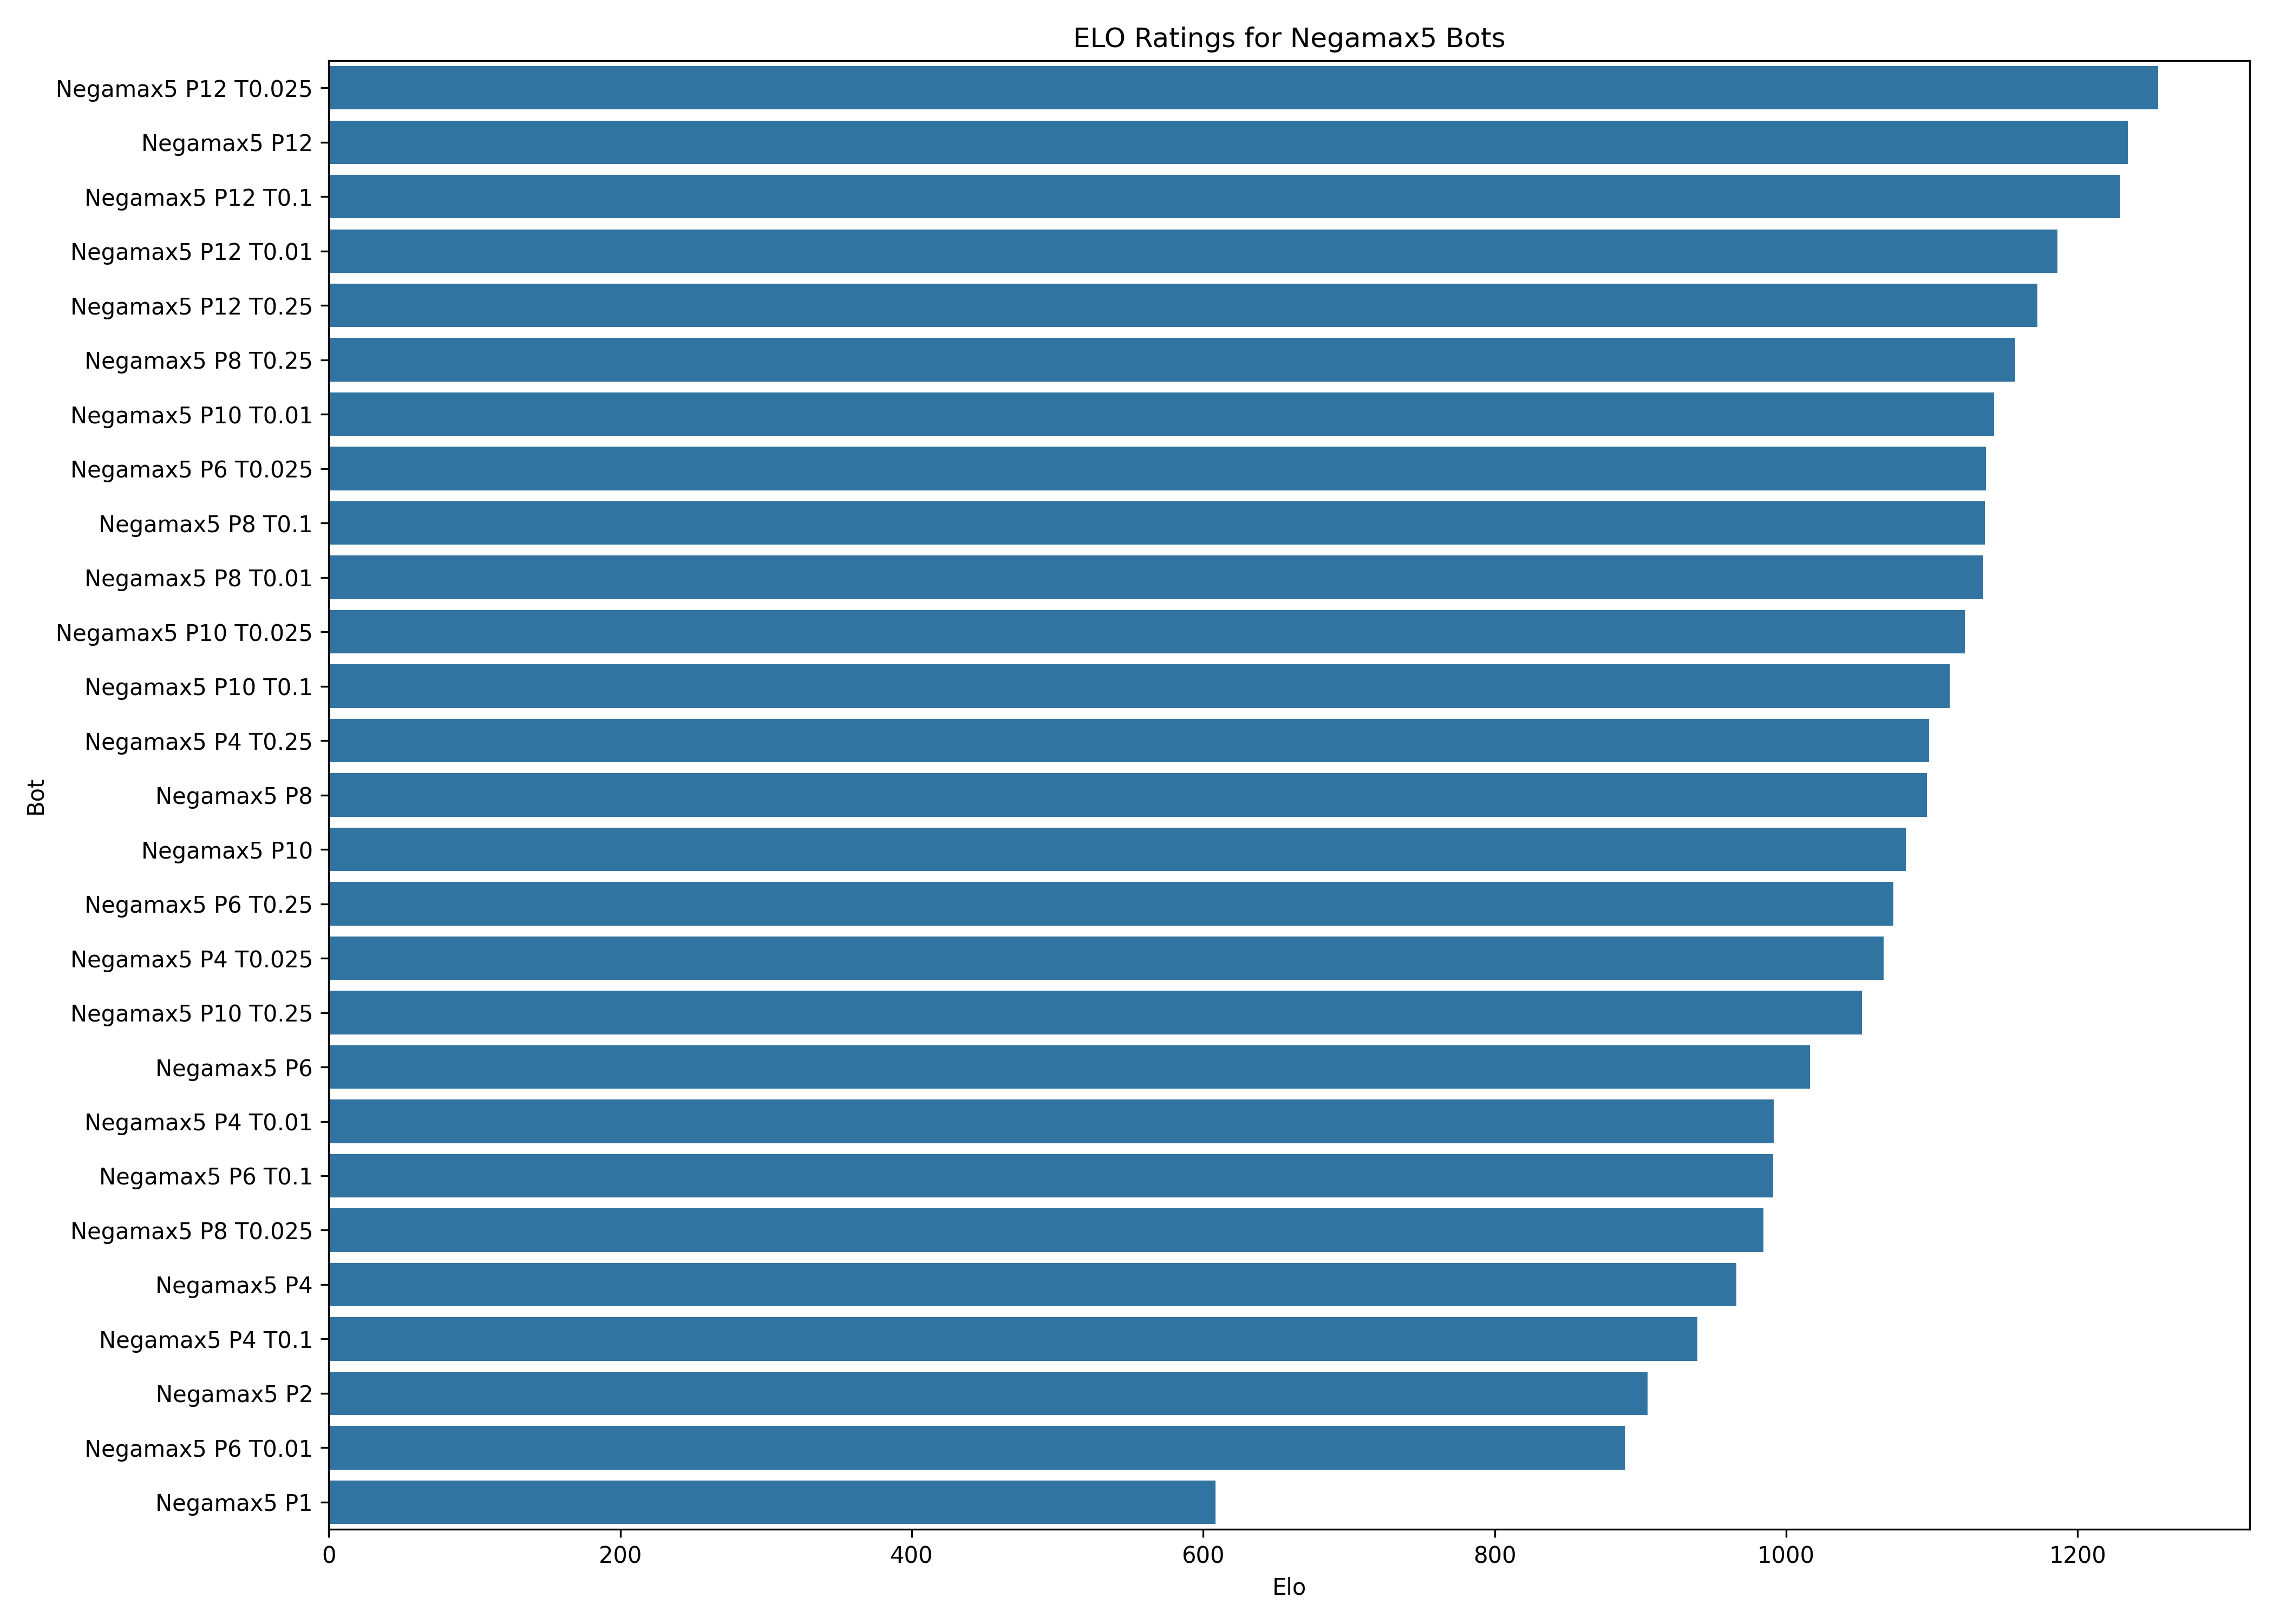 ELO Ratings for Negamax5 Bots
Negamax5 P12 T0.025
Negamax5 P12
Negamax5 P12 T0.1
Negamax5 P12 T0.01
Negamax5 P12 T0.25
Negamax5 P8 T0.25
Negamax5 P10 T0.01
Negamax5 P6 T0.025
Negamax5 P8 T0.1
Negamax5 P8 T0.01
Negamax5 P10 T0.025
Negamax5 P10 T0.1
Negamax5 P4 T0.25
Negamax5 P8
Negamax5 P10
Negamax5 P6 T0.25
Negamax5 P4 T0.025
Negamax5 P10 T0.25
Negamax5 P6
Negamax5 P4 T0.01
Negamax5 P6 T0.1
Negamax5 P8 T0.025
Negamax5 P4
Negamax5 P4 T0.1
Negamax5 P2
Negamax5 P6 T0.01
Negamax5 P1
Bot
0 200 400 600 800 1000 1200
Elo